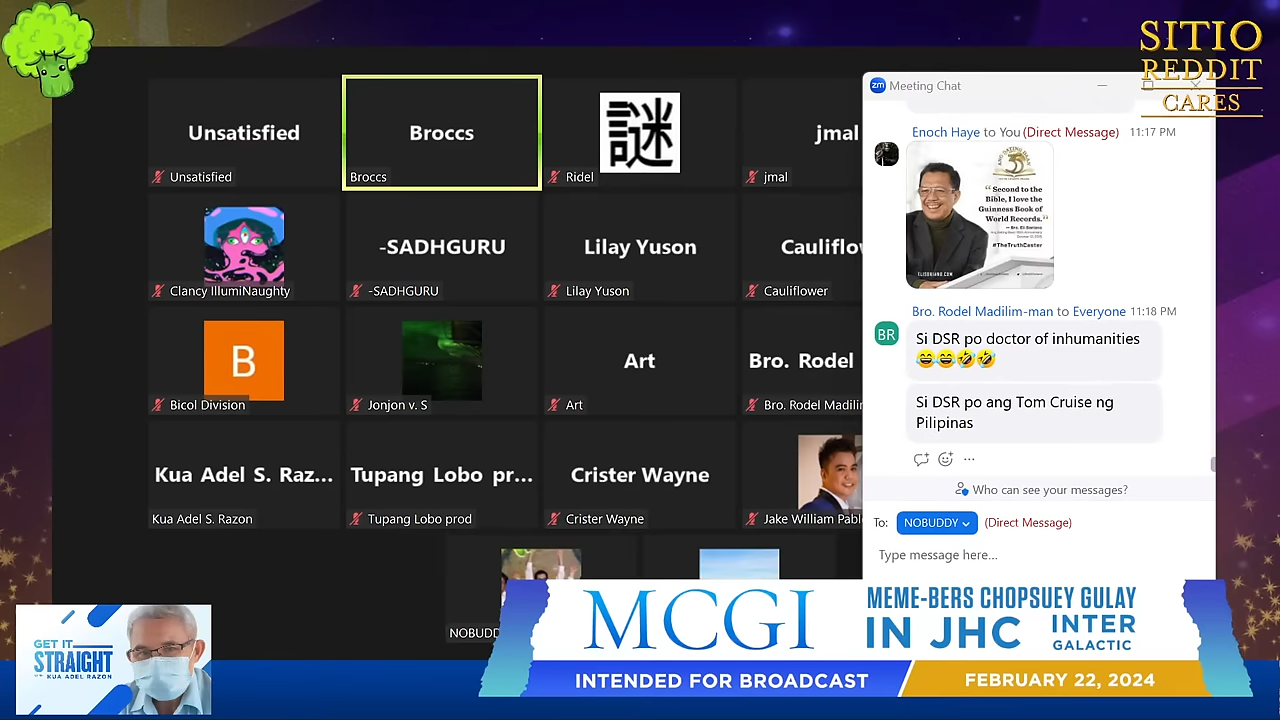 SITIO
REDDIT
CARES
Unsatisfied
Unsatisfied
Broccs
Broccs
謎
Ridel
jmal
jmal
Clancy IllumiNaughty
-SADHGURU
-SADHGURU
Lilay Yuson
Lilay Yuson
Cauliflow
Cauliflower
B
Bicol Division
Jonjon v. S
Art
Art
Bro. Rodel
Bro. Rodel Madilim
Kua Adel S. Raz...
Kua Adel S. Razon
Tupang Lobo pr...
Tupang Lobo prod
Crister Wayne
Crister Wayne
Jake William Pabl
NOBUDD
zm Meeting Chat
Enoch Haye to You (Direct Message) 11:17 PM
“Second to the
Bible, I love the
Guinness Book of
World Records.”
#TheTruthCaster
ELISORIANO.COM
Bro. Rodel Madilim-man to Everyone 11:18 PM
BR
Si DSR po doctor of inhumanities
😄😄🤣🤣
Si DSR po ang Tom Cruise ng
Pilipinas
Who can see your messages?
To: NOBUDDY (Direct Message)
Type message here...
GET IT
STRAIGHT
KUA ADEL RAZON
MCGI
MEME-BERS CHOPSUEY GULAY
IN JHC INTER
GALACTIC
INTENDED FOR BROADCAST
FEBRUARY 22, 2024